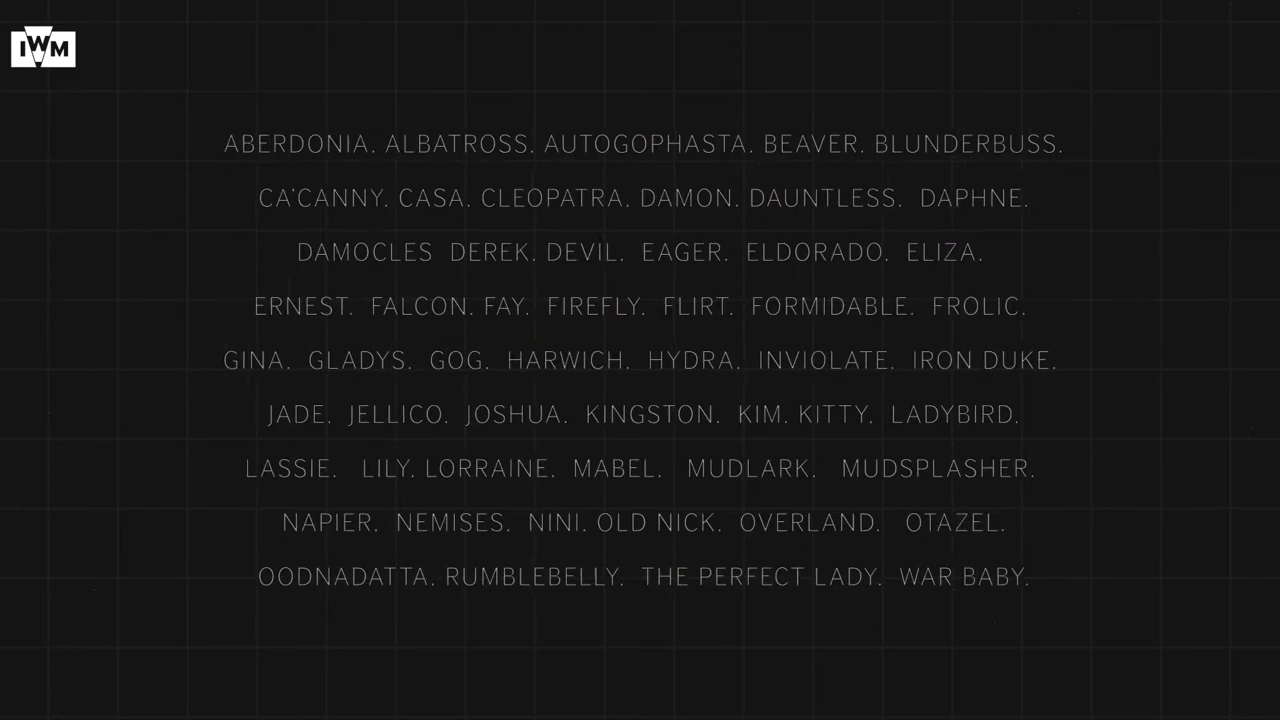 IWM
ABERDONIA. ALBATROSS. AUTOGOPHASTA. BEAVER. BLUNDERBUSS.
CA'CANNY. CASA. CLEOPATRA. DAMON. DAUNTLESS. DAPHNE.
DAMOCLES DEREK. DEVIL. EAGER. ELDORADO. ELIZA.
ERNEST. FALCON. FAY. FIREFLY. FLIRT. FORMIDABLE. FROLIC.
GINA. GLADYS. GOG. HARWICH. HYDRA. INVIOLATE. IRON DUKE.
JADE. JELLICO. JOSHUA. KINGSTON. KIM. KITTY. LADYBIRD.
LASSIE. LILY. LORRAINE. MABEL. MUDLARK. MUDSPLASHER.
NAPIER. NEMISES. NINI. OLD NICK. OVERLAND. OTAZEL.
OODNADATTA. RUMBLEBELLY. THE PERFECT LADY. WAR BABY.